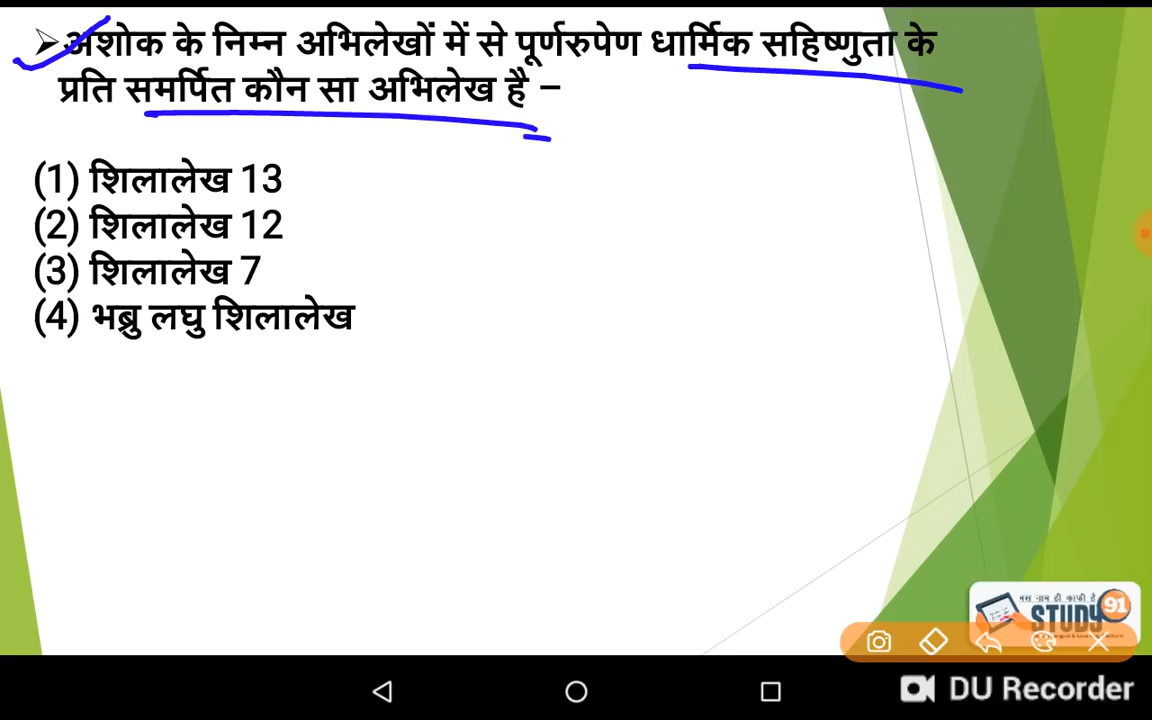 ➢अशोक के निम्न अभिलेखों में से पूर्णरुपेण धार्मिक सहिष्णुता के
प्रति समर्पित कौन सा अभिलेख है –
(1) शिलालेख 13
(2) शिलालेख 12
(3) शिलालेख 7
(4) भब्रु लघु शिलालेख
बस नाम ही काफी है
STUDY 91
DU Recorder